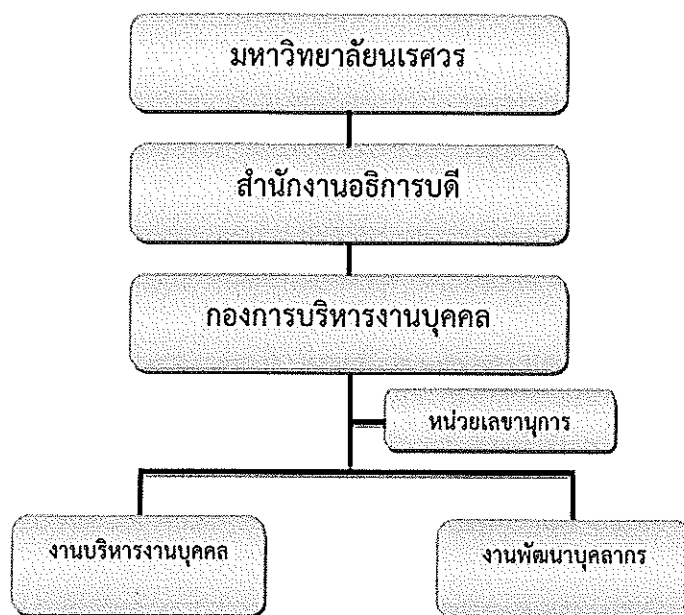 มหาวิทยาลัยนเรศวร
สำนักงานอธิการบดี
กองการบริหารงานบุคคล
หน่วยเลขานุการ
งานบริหารงานบุคคล
งานพัฒนาบุคลากร